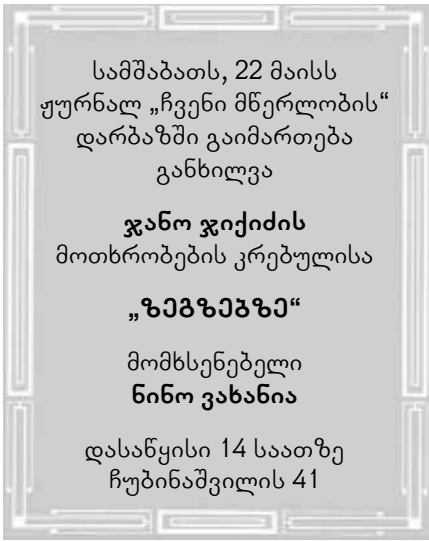 სამშაბათს, 22 მაისს
ჟურნალ „ჩვენი მწერლობის“
დარბაზში გაიმართება
განხილვა
ჯანო ჯიქიძის
მოთხრობების კრებულისა
„ზეგზებზე“
მომხსენებელი
ნინო ვახანია
დასაწყისი 14 საათზე
ჩუბინაშვილის 41